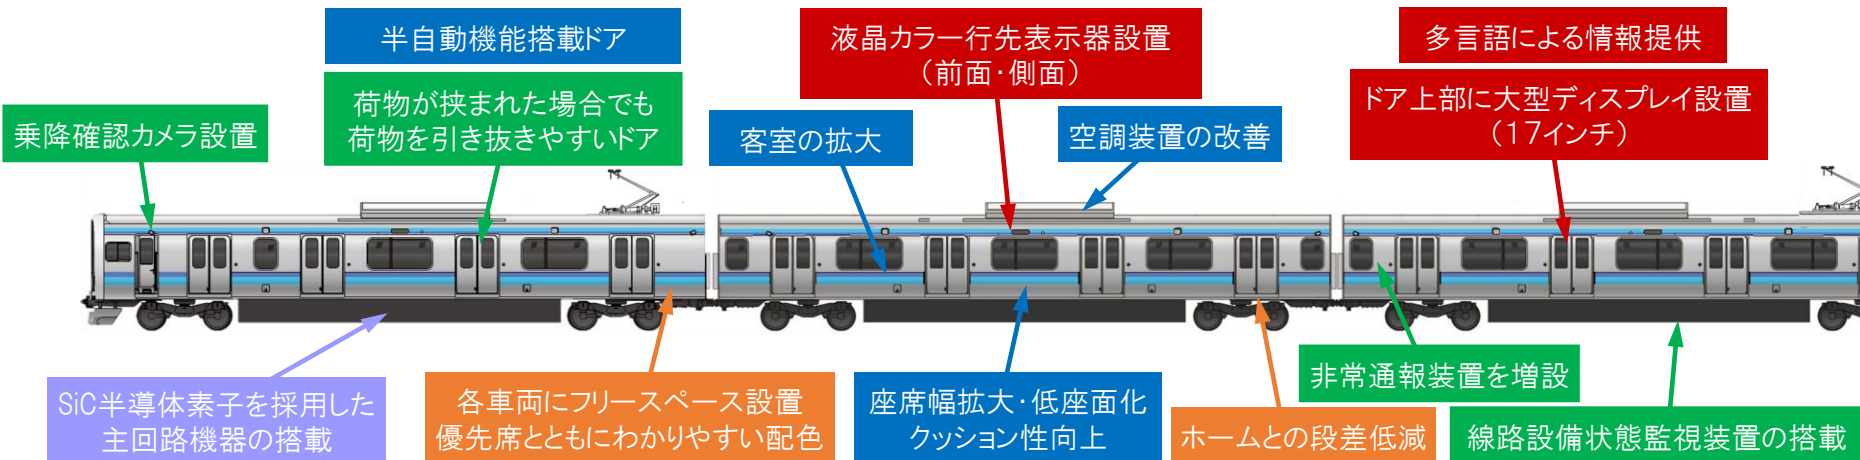 半自動機能搭載ドア
荷物が挟まれた場合でも
荷物を引き抜きやすいドア
乗降確認カメラ設置
液晶カラー行先表示器設置
（前面・側面）
客室の拡大
空調装置の改善
多言語による情報提供
ドア上部に大型ディスプレイ設置
（17インチ）
SiC半導体素子を採用した
主回路機器の搭載
各車両にフリースペース設置
優先席とともにわかりやすい配色
座席幅拡大・低座面化
クッション性向上
ホームとの段差低減
非常通報装置を増設
線路設備状態監視装置の搭載